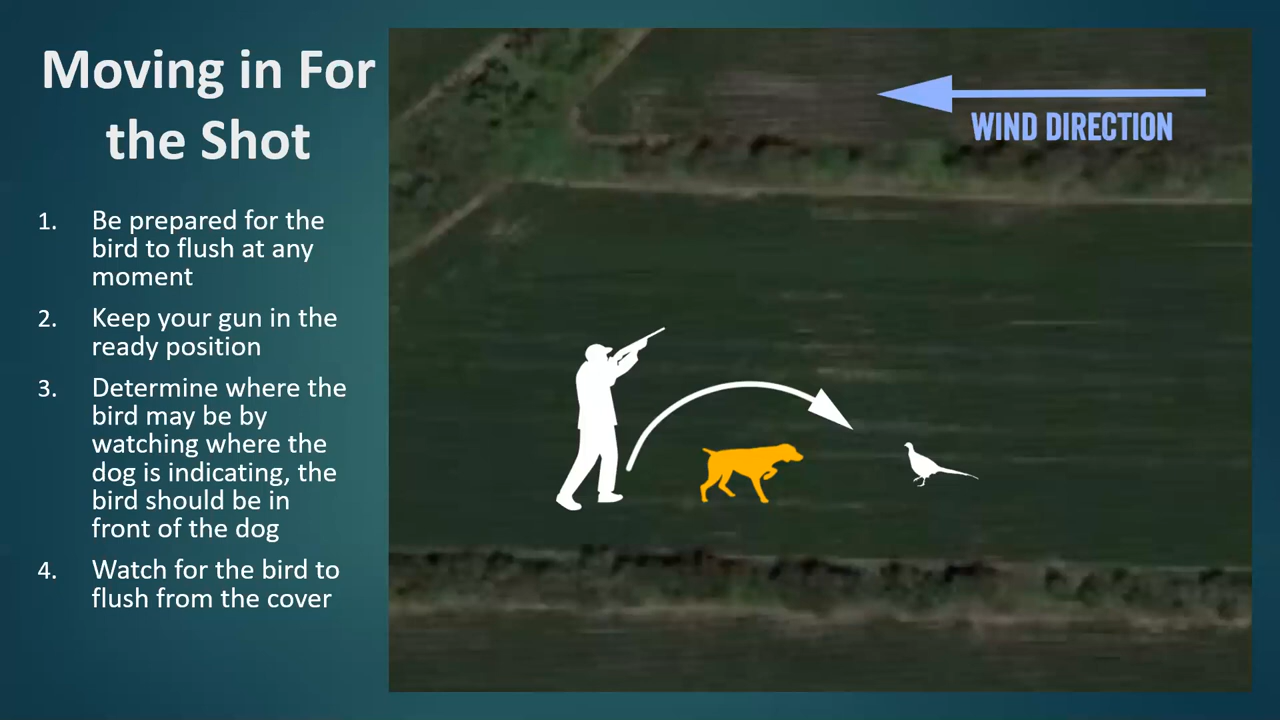 Moving in For
the Shot
1. Be prepared for the
bird to flush at any
moment
2. Keep your gun in the
ready position
3. Determine where the
bird may be by
watching where the
dog is indicating, the
bird should be in
front of the dog
4. Watch for the bird to
flush from the cover
WIND DIRECTION